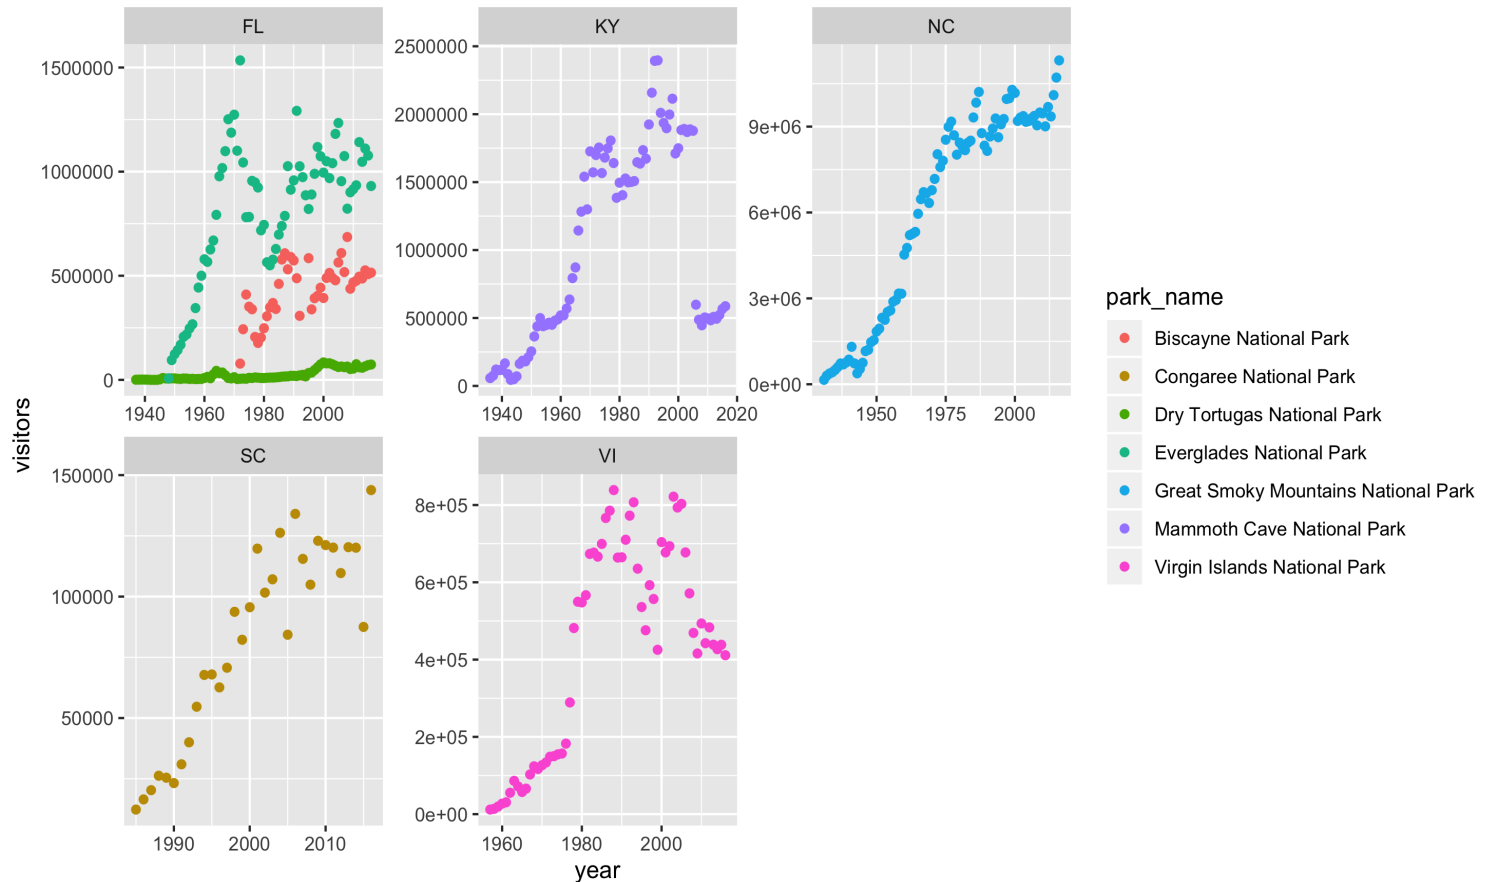 FL
KY
NC
1500000
1000000
500000
0
1940 1960 1980 2000
2500000
2000000
1500000
1000000
500000
0
1940 1960 1980 2000 2020
9e+06
6e+06
3e+06
0e+00
1950 1975 2000
SC
VI
150000
100000
50000
1990 2000 2010
8e+05
6e+05
4e+05
2e+05
0e+00
1960 1980 2000
visitors
year
park_name
Biscayne National Park
Congaree National Park
Dry Tortugas National Park
Everglades National Park
Great Smoky Mountains National Park
Mammoth Cave National Park
Virgin Islands National Park